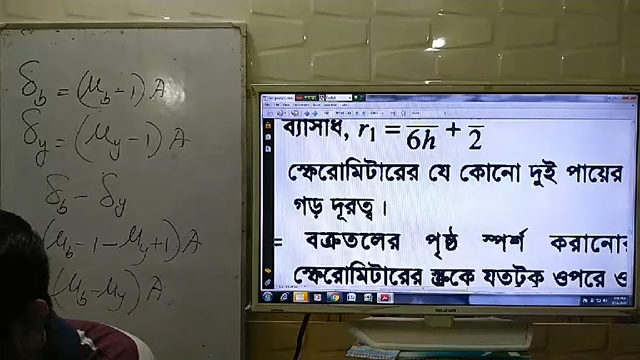 δb = (μb - 1) A
δy = (μy - 1) A
δb - δy
(μb - 1 - μy + 1) A
(μb - μy) A
ব্যাসার্ধ, r1 = 6h + 2
স্ফেরোমিটারের যে কোনো দুই পায়ের
গড় দূরত্ব।
= বক্রতলের পৃষ্ঠ স্পর্শ করানোর
স্ফেরোমিটারের স্ক্রুকে যতটুকু ওপরে ও